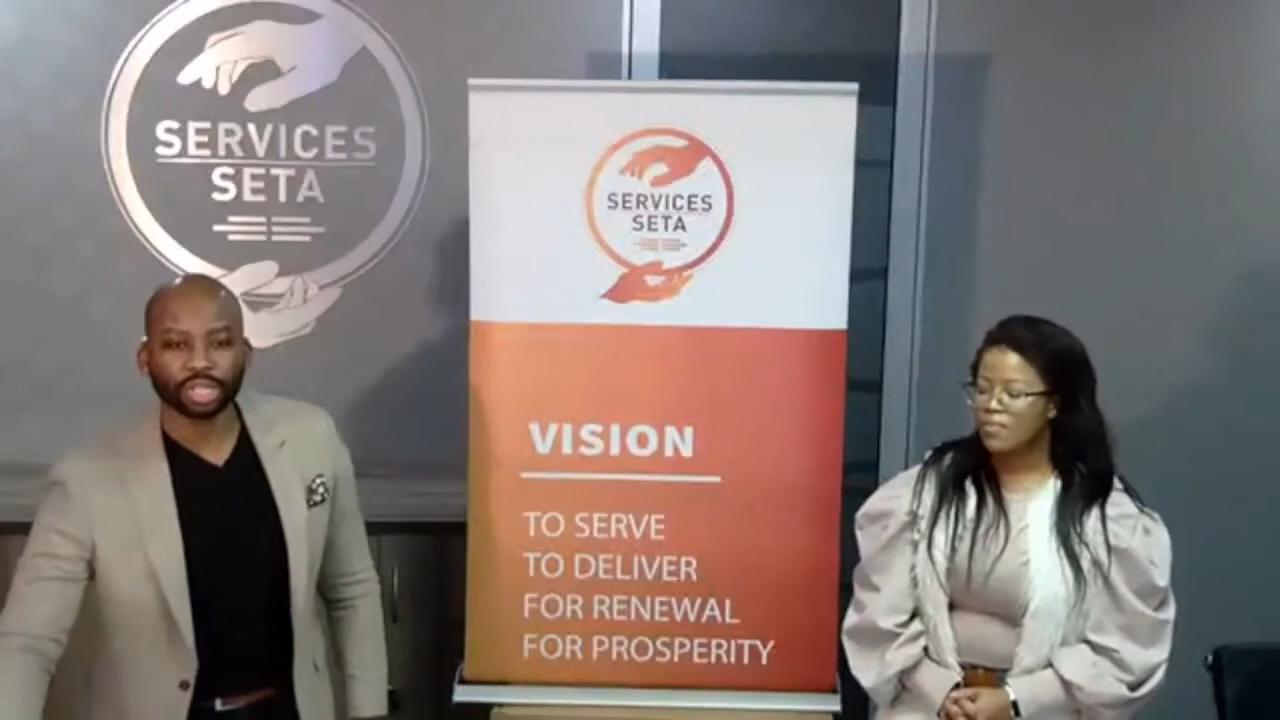 SERVICES
SETA
SERVICES
SETA
VISION
TO SERVE
TO DELIVER
FOR RENEWAL
FOR PROSPERITY